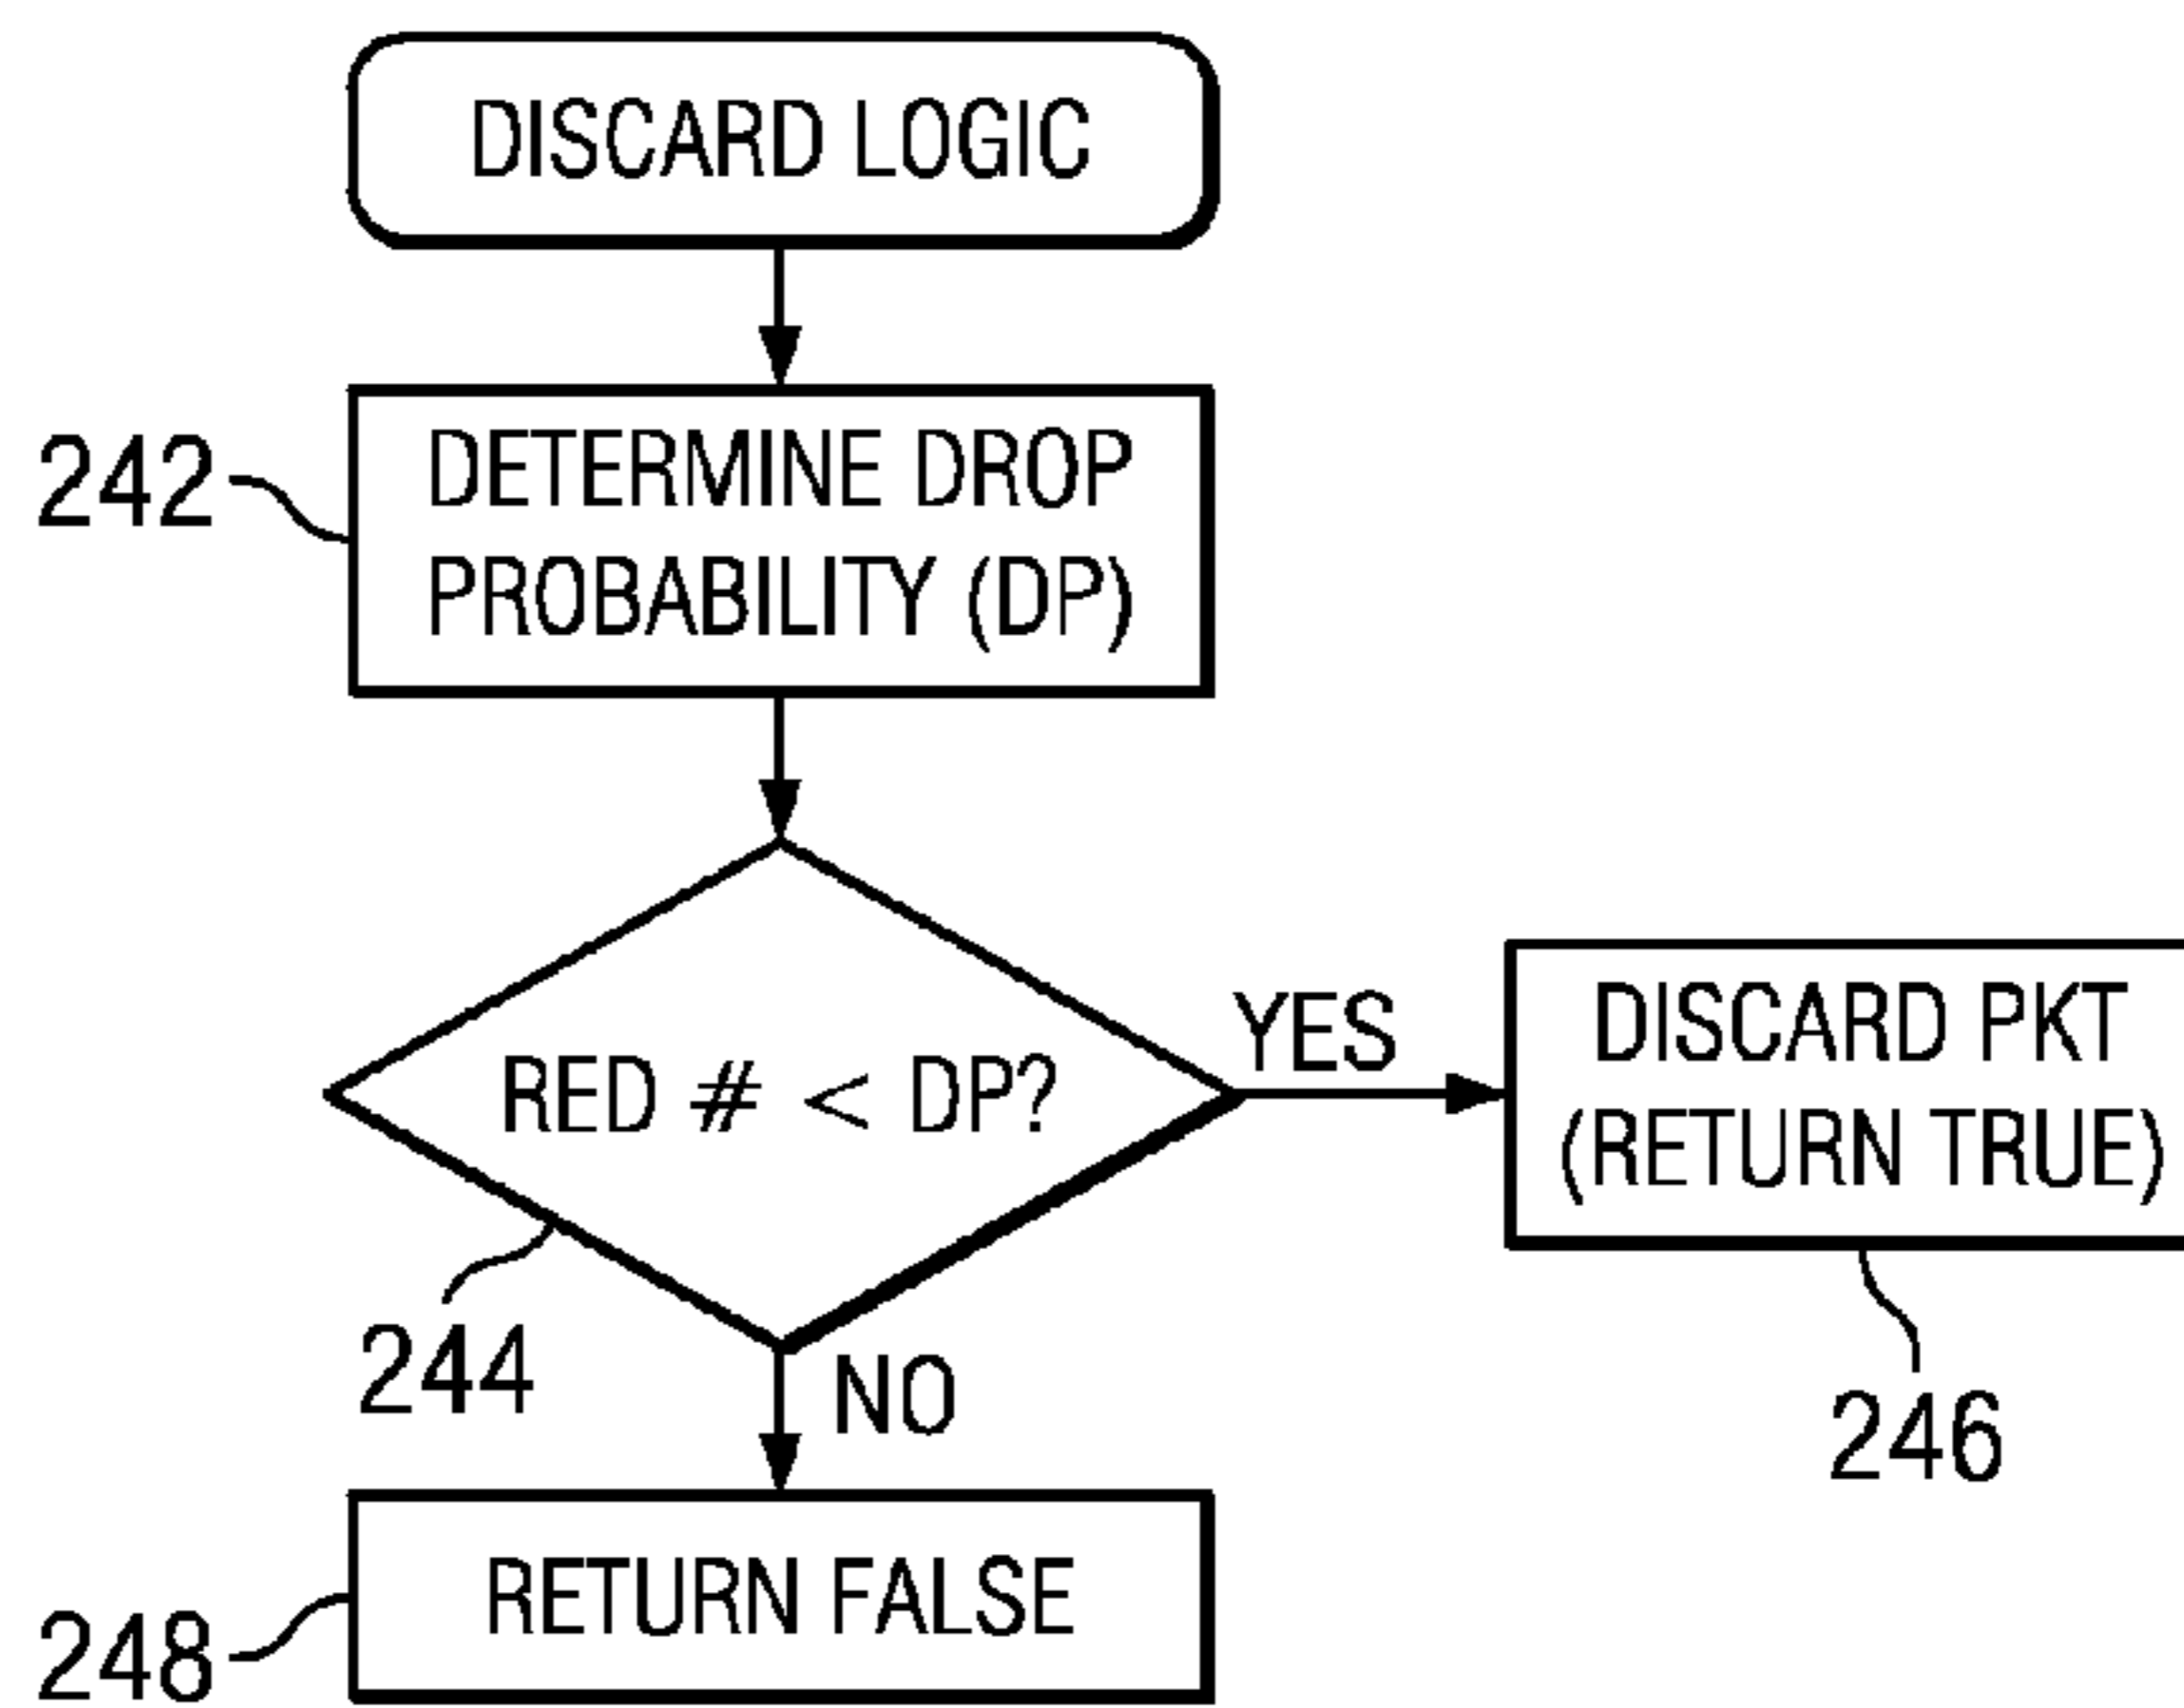 DISCARD LOGIC
242
DETERMINE DROP
PROBABILITY (DP)
RED # < DP?
YES
DISCARD PKT
(RETURN TRUE)
244
NO
246
RETURN FALSE
248